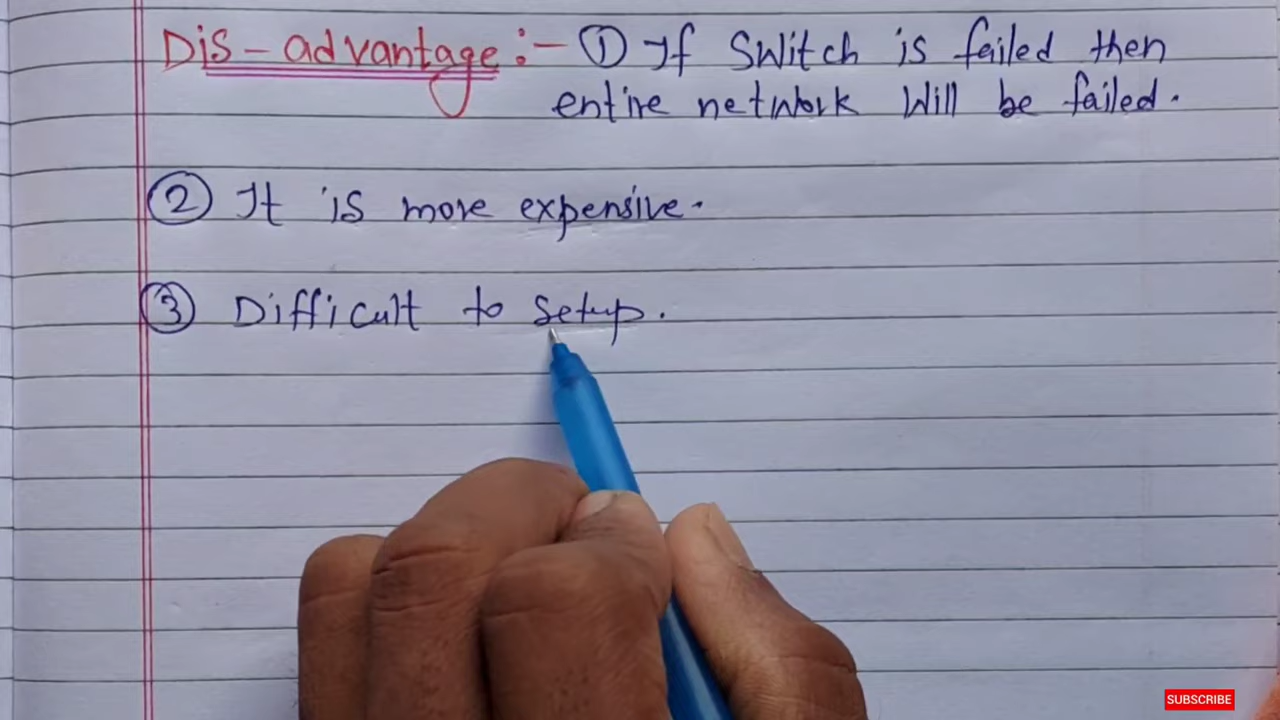 Dis-advantage :- ① If Switch is failed then
entire network will be failed.
② It is more expensive.
③ Difficult to setup.
SUBSCRIBE